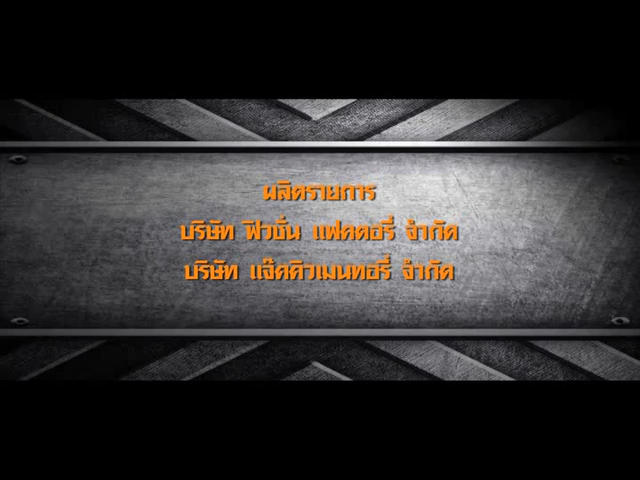 ผลิตรายการ
บริษัท ฟิวชั่น แฟคตอรี่ จำกัด
บริษัท แจ๊คคิวเมนทอรี่ จำกัด